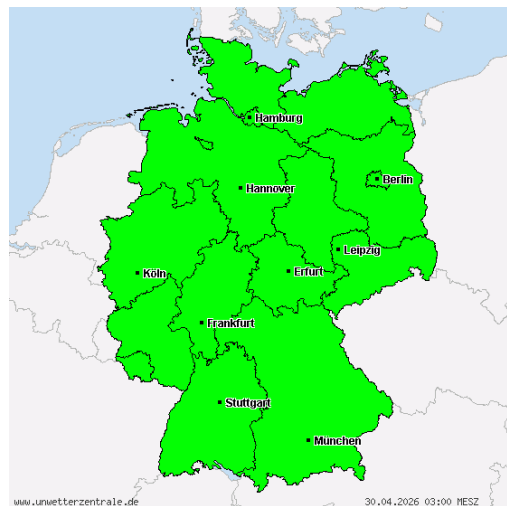 Hamburg
Berlin
Hannover
Leipzig
Köln
Erfurt
Frankfurt
Stuttgart
München
www.unwetterzentrale.de
30.04.2026 03:00 MESZ